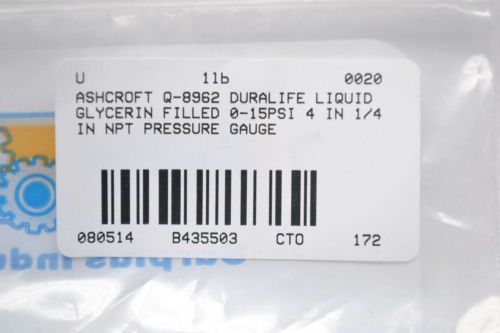 U 1lb 0020
ASHCROFT Q-8962 DURALIFE LIQUID
GLYCERIN FILLED 0-15PSI 4 IN 1/4
IN NPT PRESSURE GAUGE
080514 B435503 CTO 172